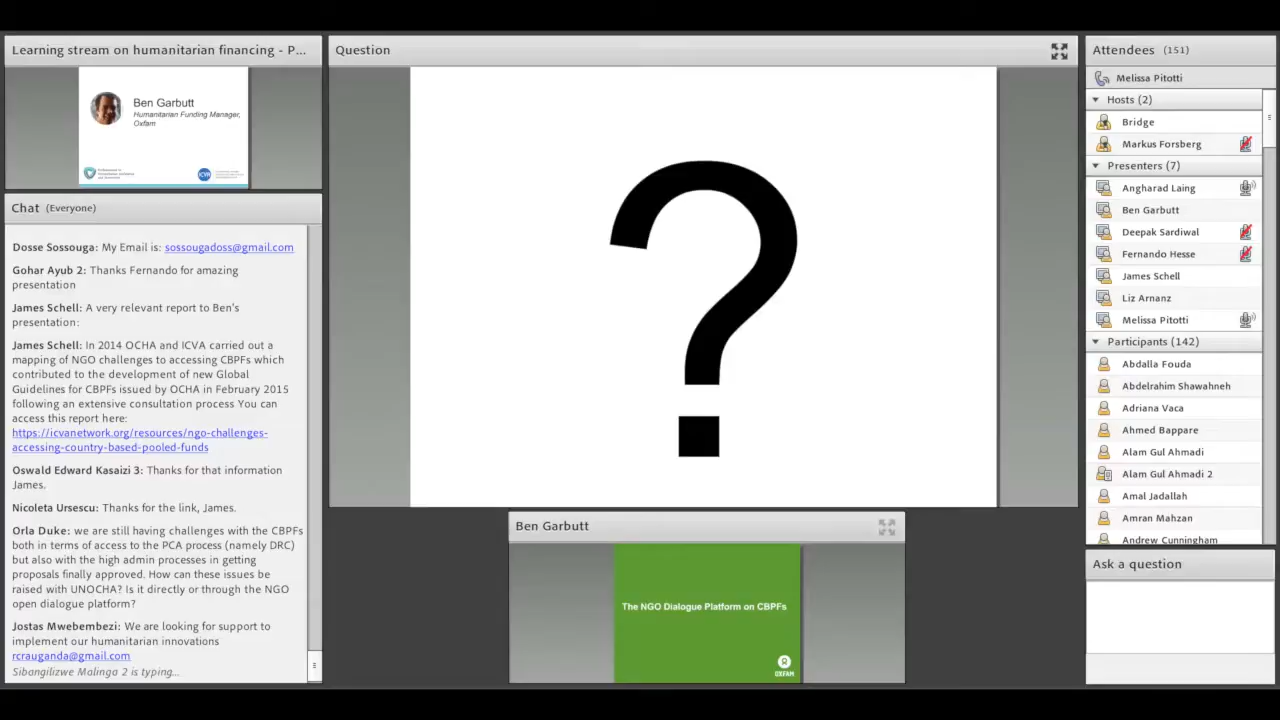 Learning stream on humanitarian financing - P...
Ben Garbutt
Humanitarian Funding Manager,
Oxfam
ICVA
Chat (Everyone)
Dosse Sossouga: My Email is: sossougadoss@gmail.com
Gohar Ayub 2: Thanks Fernando for amazing
presentation
James Schell: A very relevant report to Ben's
presentation:
James Schell: In 2014 OCHA and ICVA carried out a
mapping of NGO challenges to accessing CBPFs which
contributed to the development of new Global
Guidelines for CBPFs issued by OCHA in February 2015
following an extensive consultation process You can
access this report here:
https://icvanetwork.org/resources/ngo-challenges-
accessing-country-based-pooled-funds
Oswald Edward Kasaizi 3: Thanks for that information
James.
Nicoleta Ursescu: Thanks for the link, James.
Orla Duke: we are still having challenges with the CBPFs
both in terms of access to the PCA process (namely DRC)
but also with the high admin processes in getting
proposals finally approved. How can these issues be
raised with UNOCHA? Is it directly or through the NGO
open dialogue platform?
Jostas Mwebembezi: We are looking for support to
implement our humanitarian innovations
rcrauganda@gmail.com
Sibangilizwe Malinga 2 is typing...
Question
?
Ben Garbutt
The NGO Dialogue Platform on CBPFs
OXFAM
Attendees (151)
Melissa Pitotti
Hosts (2)
Bridge
Markus Forsberg
Presenters (7)
Angharad Laing
Ben Garbutt
Deepak Sardiwal
Fernando Hesse
James Schell
Liz Arnanz
Melissa Pitotti
Participants (142)
Abdalla Fouda
Abdelrahim Shawahneh
Adriana Vaca
Ahmed Bappare
Alam Gul Ahmadi
Alam Gul Ahmadi 2
Amal Jadallah
Amran Mahzan
Andrew Cunningham
Ask a question